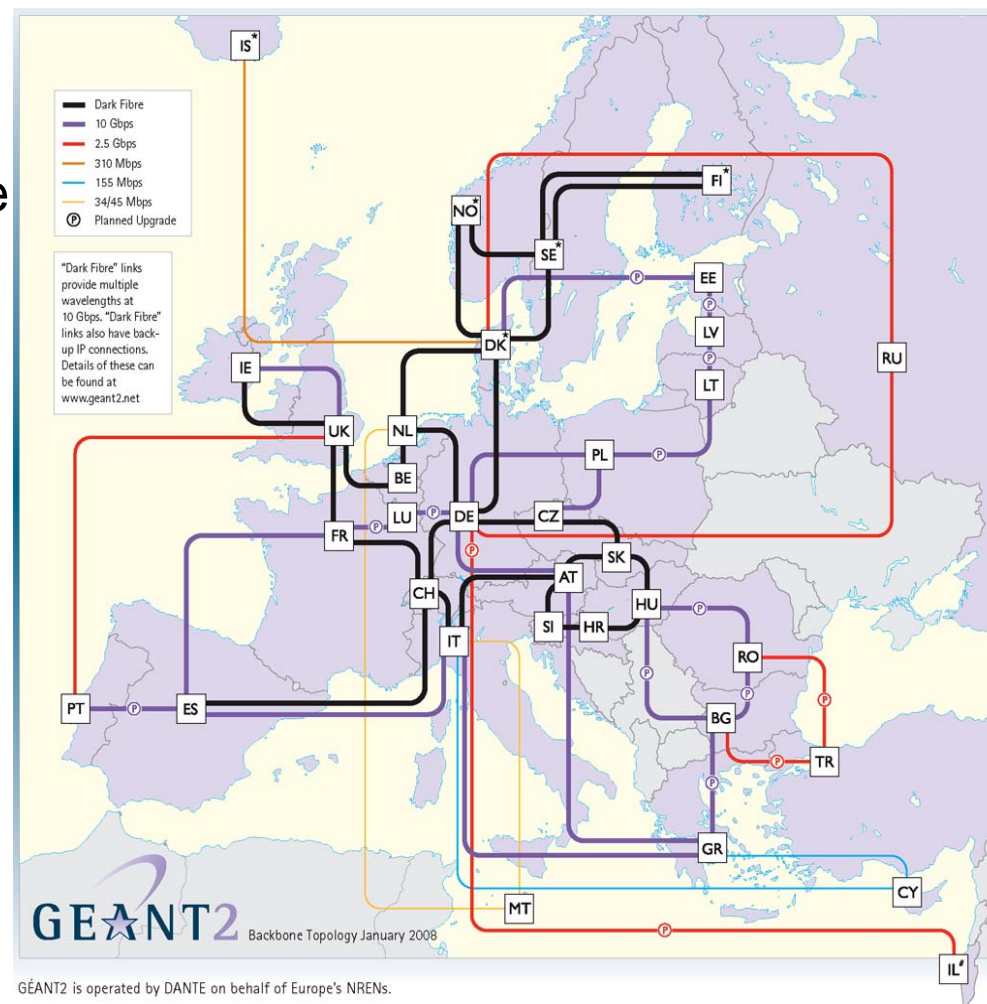 e
IS*
Dark Fibre
10 Gbps
2.5 Gbps
310 Mbps
155 Mbps
34/45 Mbps
P Planned Upgrade
"Dark Fibre" links
provide multiple
wavelengths at
10 Gbps. "Dark Fibre"
links also have back-
up IP connections.
Details of these can
be found at
www.geant2.net
FI*
NO*
SE*
P
EE
P
DK*
LV
P
RU
IE
LT
UK
NL
PL
P
BE
LU
P
DE
CZ
P
FR
P
SK
AT
CH
HU
P
SI
HR
IT
RO
P
P
P
PT
P
ES
BG
P
TR
P
GR
CY
MT
GEANT2
Backbone Topology January 2008
P
IL#
GÉANT2 is operated by DANTE on behalf of Europe's NRENs.